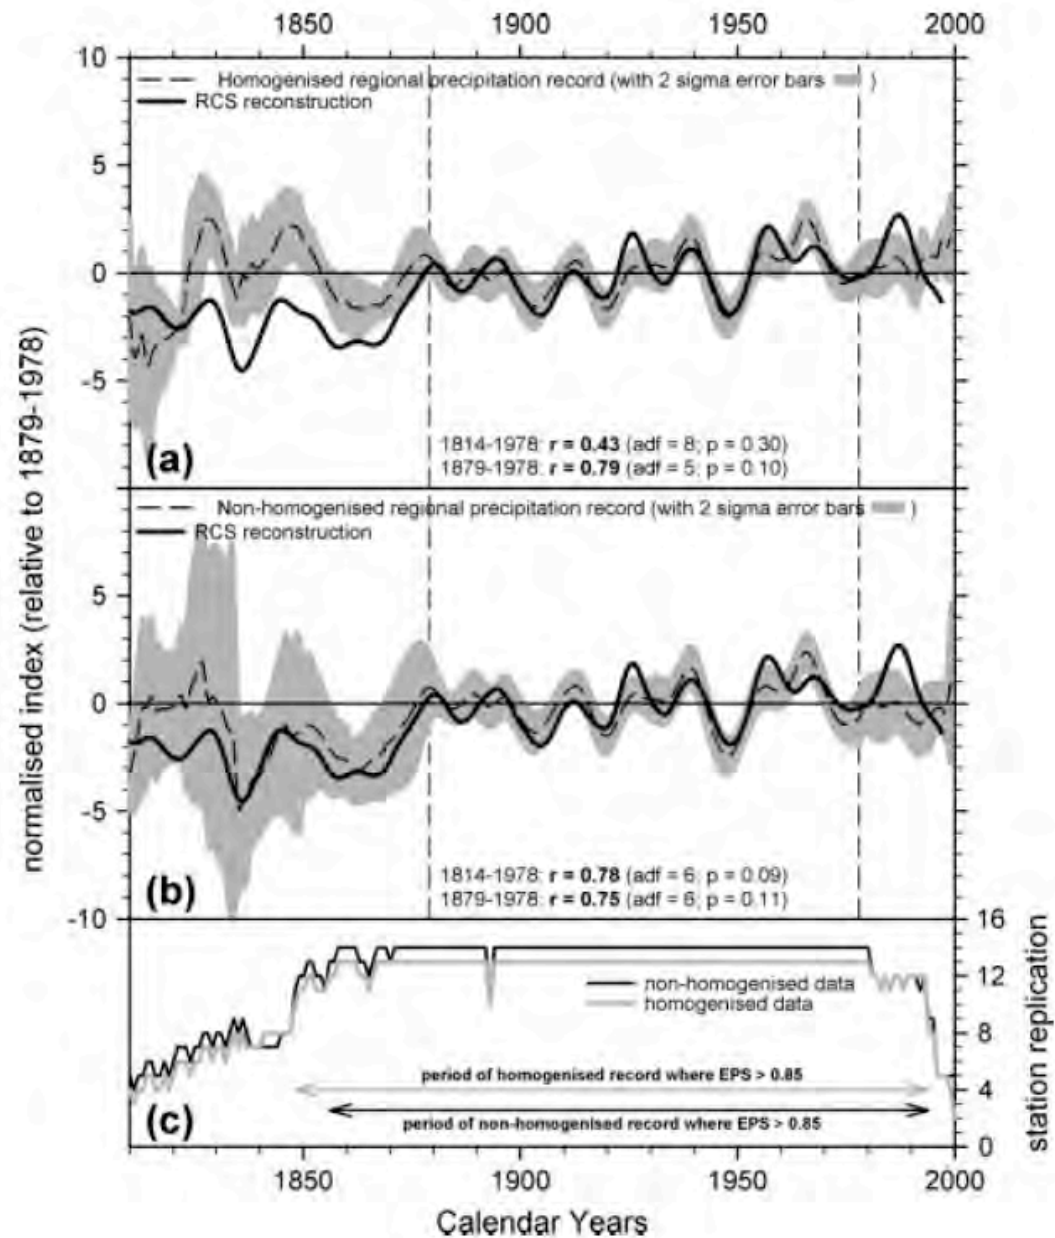 1850 1900 1950 2000
10
Homogenised regional precipitation record (with 2 sigma error bars )
RCS reconstruction
5
0
-5
(a)
1814-1978: r = 0.43 (adf = 8; p = 0.30)
1879-1978: r = 0.79 (adf = 5; p = 0.10)
normalised index (relative to 1879-1978)
Non-homogenised regional precipitation record (with 2 sigma error bars )
RCS reconstruction
5
0
-5
(b)
1814-1978: r = 0.78 (adf = 6; p = 0.09)
1879-1978: r = 0.75 (adf = 6; p = 0.11)
-10
16
non-homogenised data
homogenised data
12
8
period of homogenised record where EPS > 0.85
4
(c)
period of non-homogenised record where EPS > 0.85
0
station replication
1850 1900 1950 2000
Calendar Years